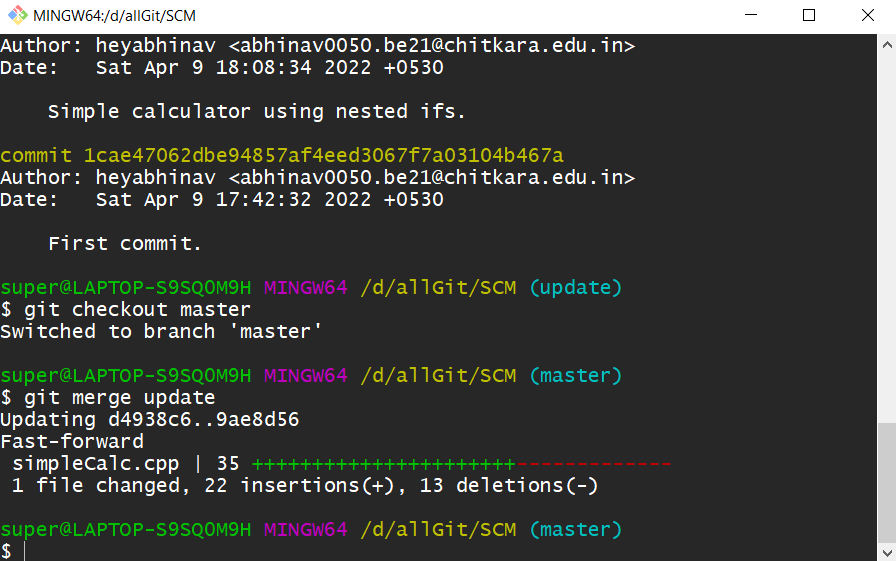 MINGW64:/d/allGit/SCM
Author: heyabhinav <abhinav0050.be21@chitkara.edu.in>
Date:   Sat Apr 9 18:08:34 2022 +0530
    Simple calculator using nested ifs.
commit 1cae47062dbe94857af4eed3067f7a03104b467a
Author: heyabhinav <abhinav0050.be21@chitkara.edu.in>
Date:   Sat Apr 9 17:42:32 2022 +0530
    First commit.
super@LAPTOP-S9SQ0M9H MINGW64 /d/allGit/SCM (update)
$ git checkout master
Switched to branch 'master'
super@LAPTOP-S9SQ0M9H MINGW64 /d/allGit/SCM (master)
$ git merge update
Updating d4938c6..9ae8d56
Fast-forward
 simpleCalc.cpp | 35 ++++++++++++++++++++++-------------
 1 file changed, 22 insertions(+), 13 deletions(-)
super@LAPTOP-S9SQ0M9H MINGW64 /d/allGit/SCM (master)
$